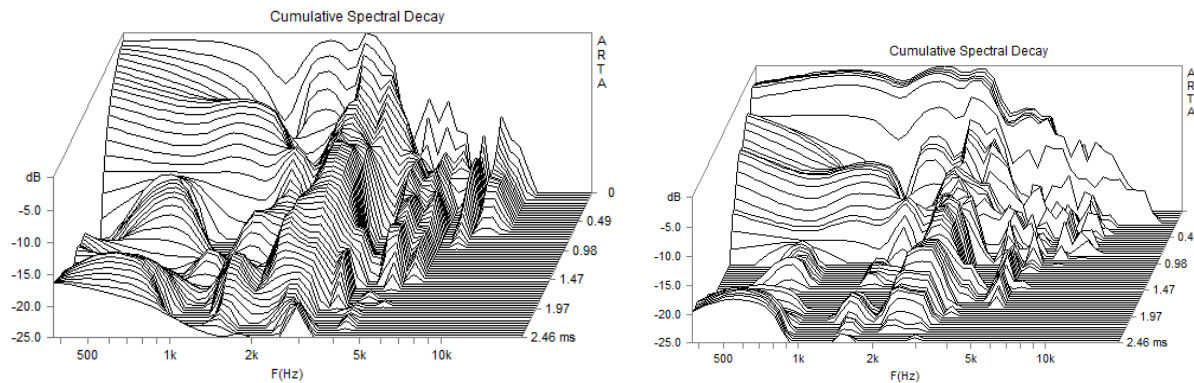 Cumulative Spectral Decay
A
R
T
A
dB
-5.0
-10.0
-15.0
-20.0
-25.0
0
0.49
0.98
1.47
1.97
2.46 ms
500 1k 2k 5k 10k
F(Hz)
Cumulative Spectral Decay
A
R
T
A
dB
-5.0
-10.0
-15.0
-20.0
-25.0
0.4
0.98
1.47
1.97
2.46 ms
500 1k 2k 5k 10k
F(Hz)